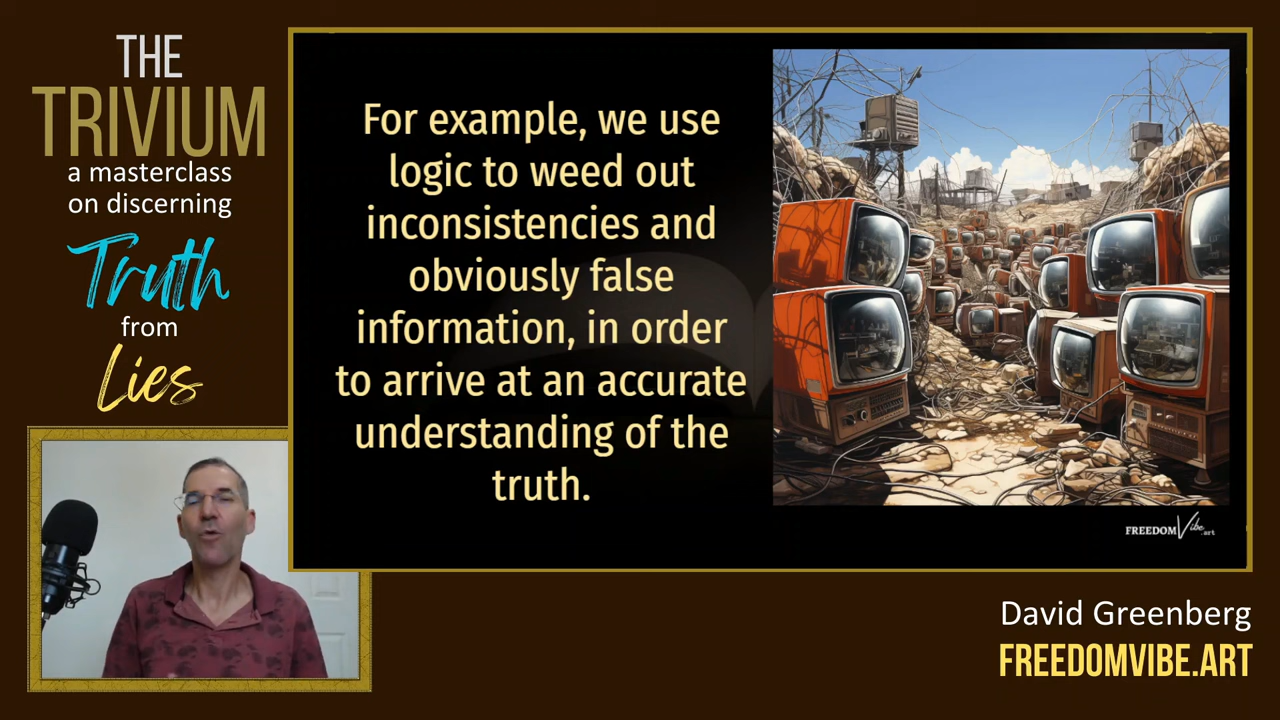 THE
TRIVIUM
a masterclass
on discerning
Truth
from
Lies
For example, we use
logic to weed out
inconsistencies and
obviously false
information, in order
to arrive at an accurate
understanding of the
truth.
FREEDOMVibe.art
David Greenberg
FREEDOMVIBE.ART